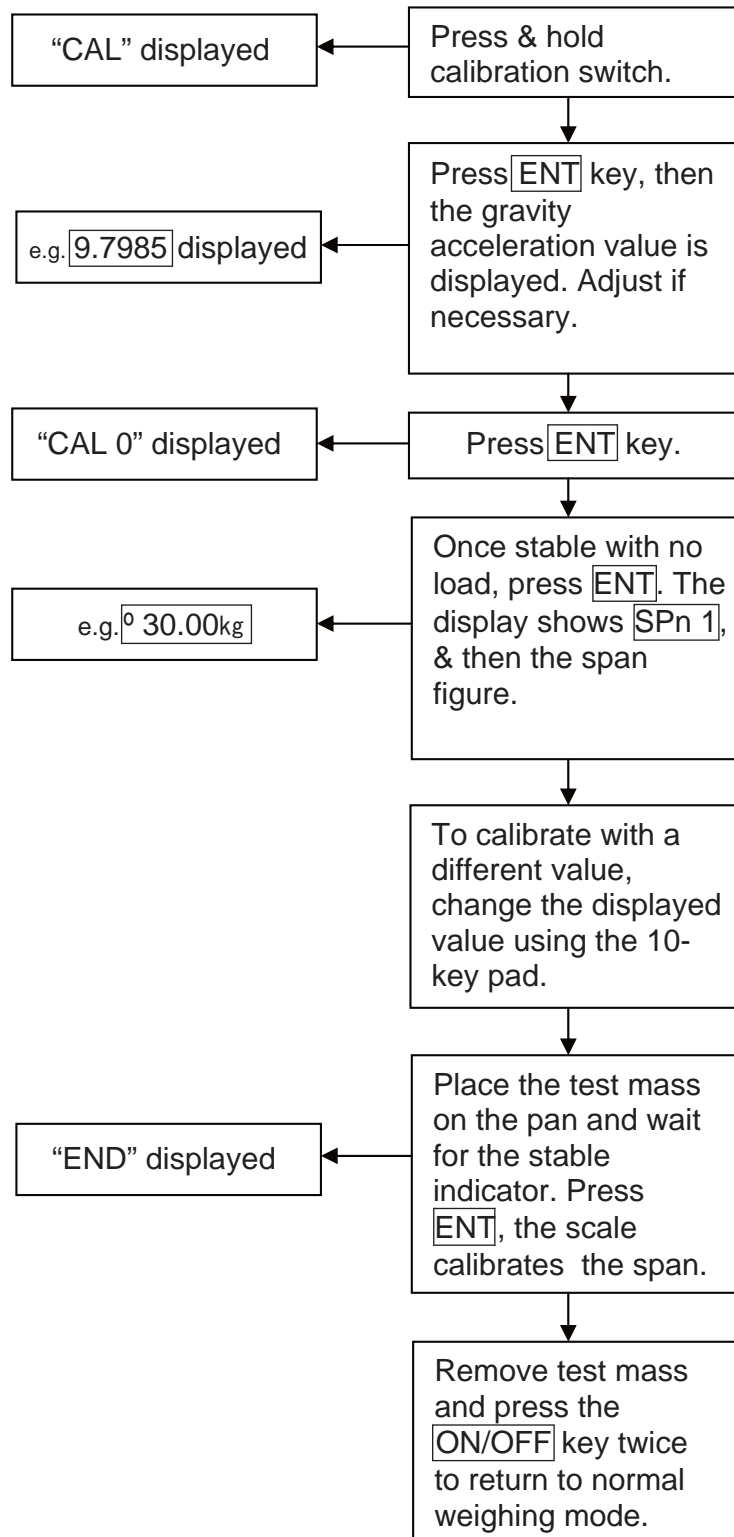 “CAL” displayed
Press & hold
calibration switch.
Press ENT key, then
the gravity
acceleration value is
displayed. Adjust if
necessary.
e.g. 9.7985 displayed
“CAL 0” displayed
Press ENT key.
Once stable with no
load, press ENT. The
display shows SPn 1,
& then the span
figure.
e.g. º 30.00kg
To calibrate with a
different value,
change the displayed
value using the 10-
key pad.
Place the test mass
on the pan and wait
for the stable
indicator. Press
ENT, the scale
calibrates the span.
“END” displayed
Remove test mass
and press the
ON/OFF key twice
to return to normal
weighing mode.